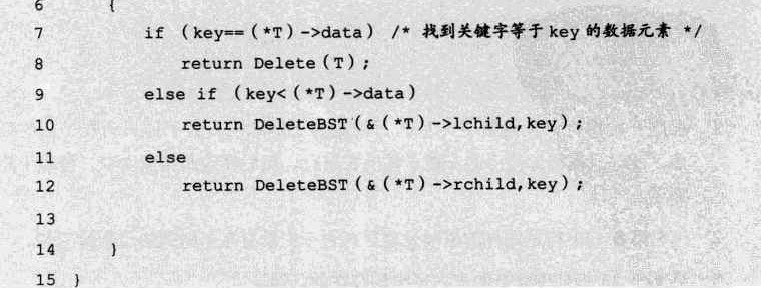 6 {
7 if (key==(*T)->data) /* 找到关键字等于 key 的数据元素 */
8 return Delete(T);
9 else if (key<(*T)->data)
10 return DeleteBST(&(*T)->lchild,key);
11 else
12 return DeleteBST(&(*T)->rchild,key);
13
14 }
15 }